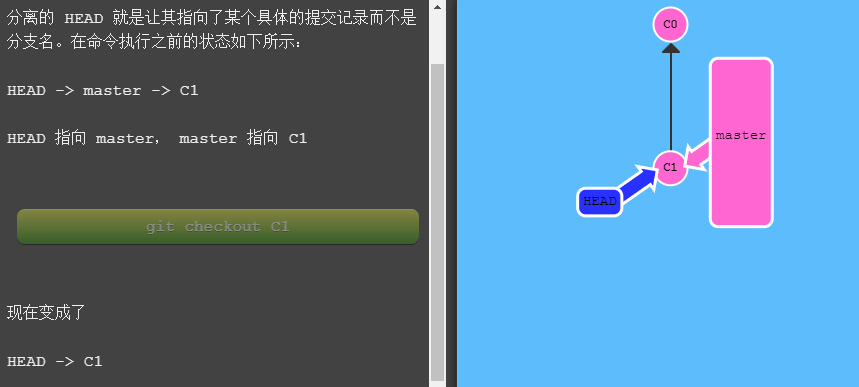 分离的 HEAD 就是让其指向了某个具体的提交记录而不是
分支名。在命令执行之前的状态如下所示：
HEAD -> master -> C1
HEAD 指向 master， master 指向 C1
git checkout C1
现在变成了
HEAD -> C1
C0
master
C1
HEAD